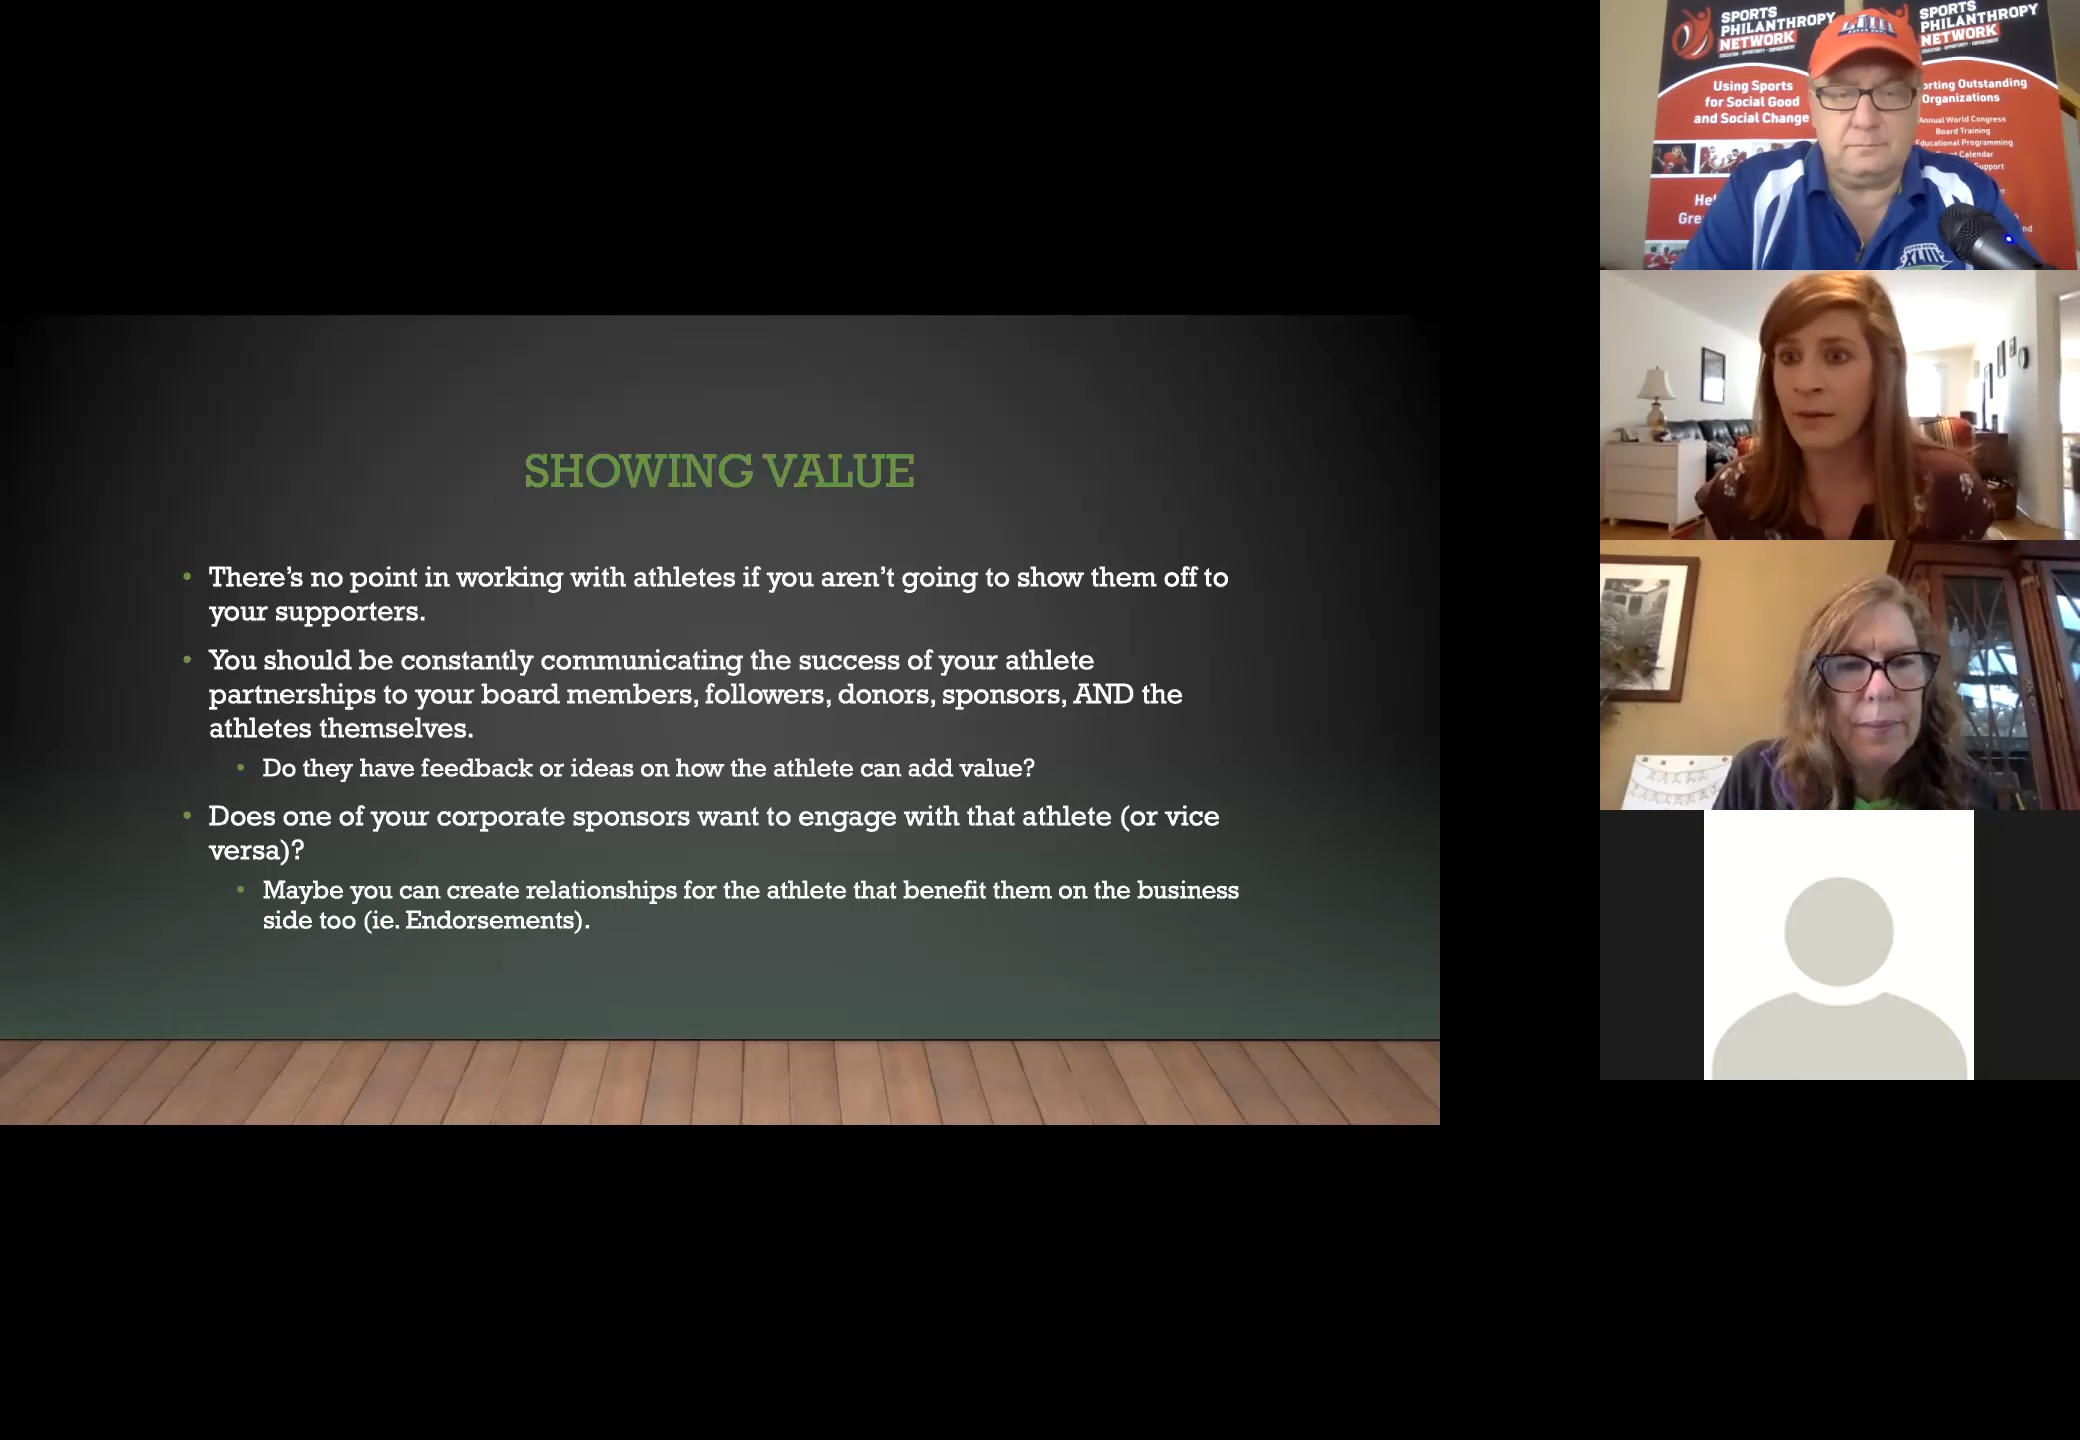 SHOWING VALUE
• There's no point in working with athletes if you aren't going to show them off to
your supporters.
• You should be constantly communicating the success of your athlete
partnerships to your board members, followers, donors, sponsors, AND the
athletes themselves.
• Do they have feedback or ideas on how the athlete can add value?
• Does one of your corporate sponsors want to engage with that athlete (or vice
versa)?
• Maybe you can create relationships for the athlete that benefit them on the business
side too (ie. Endorsements).
SPORTS
PHILANTHROPY
NETWORK
Using Sports
for Social Good
and Social Change
LIII
SPORTS
PHILANTHROPY
NETWORK
Outstanding
Organizations
Annual World Congress
Board Training
Educational Programming
Calendar
Support
XLIII